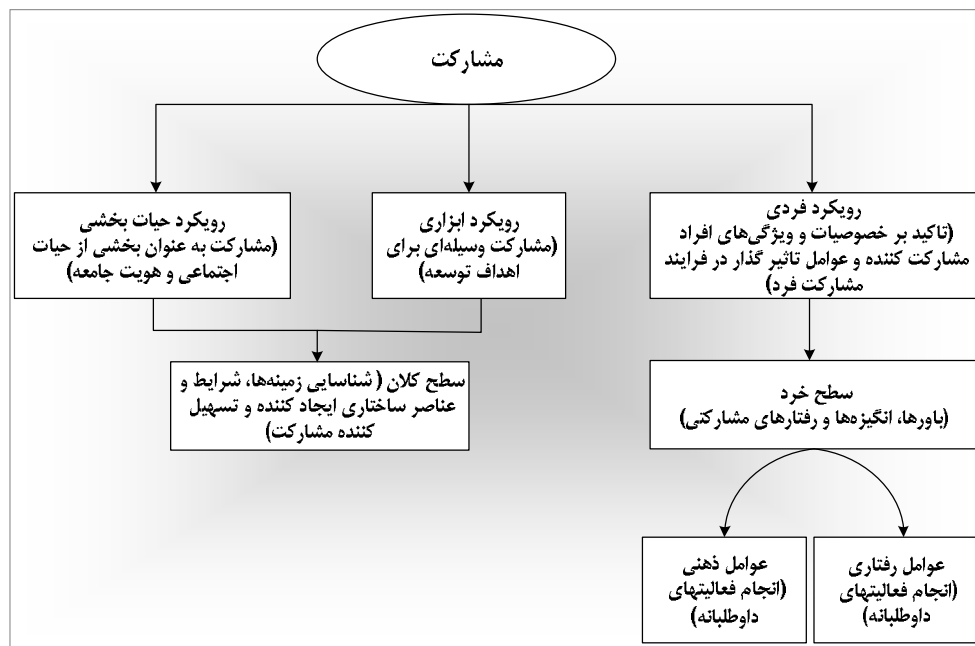 مشارکت
رویکرد فردی
(تاکید بر خصوصیات و ویژگی‌های افراد
مشارکت کننده و عوامل تاثیر گذار در فرایند
مشارکت فرد)
رویکرد ابزاری
(مشارکت وسیله‌ای برای
اهداف توسعه)
رویکرد حیات بخشی
(مشارکت به عنوان بخشی از حیات
اجتماعی و هویت جامعه)
سطح خرد
(باورها، انگیزه‌ها و رفتارهای مشارکتی)
سطح کلان ( شناسایی زمینه‌ها، شرایط و
عناصر ساختاری ایجاد کننده و تسهیل
کننده مشارکت)
عوامل رفتاری
(انجام فعالیتهای
داوطلبانه)
عوامل ذهنی
(انجام فعالیتهای
داوطلبانه)